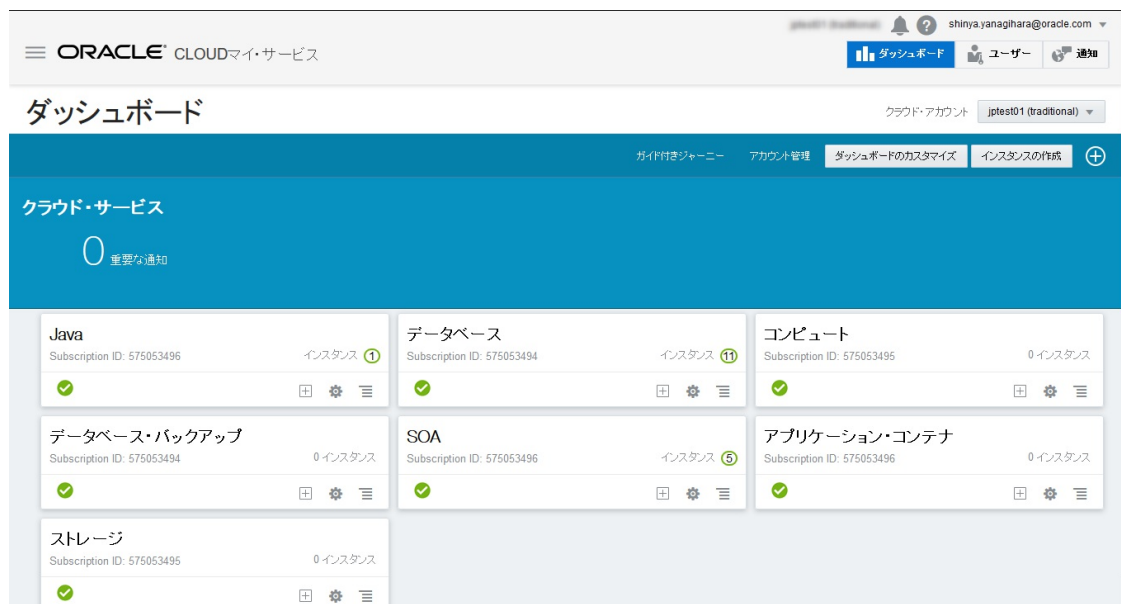 shinya.yanagihara@oracle.com
ORACLE® CLOUDマイ・サービス
ダッシュボード ユーザー 通知
ダッシュボード
クラウド・アカウント jptest01 (traditional)
ガイド付きジャーニー アカウント管理 ダッシュボードのカスタマイズ インスタンスの作成
クラウド・サービス
0 重要な通知
Java
Subscription ID: 575053496 インスタンス 1
データベース
Subscription ID: 575053494 インスタンス 11
コンピュート
Subscription ID: 575053495 0 インスタンス
データベース・バックアップ
Subscription ID: 575053494 0 インスタンス
SOA
Subscription ID: 575053496 インスタンス 5
アプリケーション・コンテナ
Subscription ID: 575053496 0 インスタンス
ストレージ
Subscription ID: 575053495 0 インスタンス